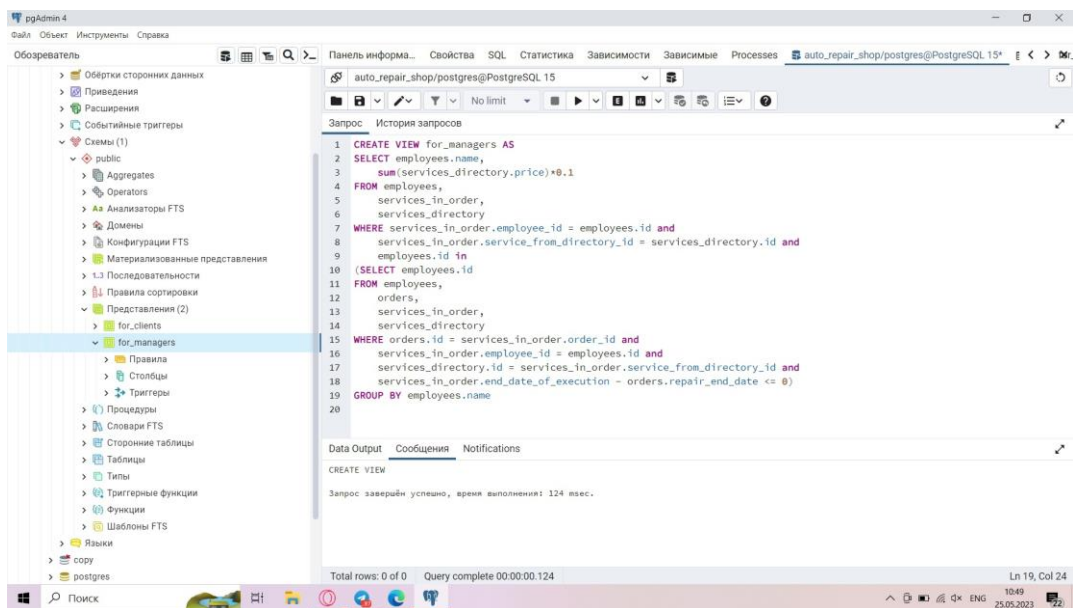 pgAdmin 4
Файл Объект Инструменты Справка
Обозреватель
Обёртки сторонних данных
Приведения
Расширения
Событийные триггеры
Схемы (1)
public
Aggregates
Operators
Анализаторы FTS
Домены
Конфигурации FTS
Материализованные представления
1..3 Последовательности
Правила сортировки
Представления (2)
for_clients
for_managers
Правила
Столбцы
Триггеры
Процедуры
Словари FTS
Сторонние таблицы
Таблицы
Типы
Триггерные функции
Функции
Шаблоны FTS
Языки
copy
postgres
Панель информа... Свойства SQL Статистика Зависимости Зависимые Processes auto_repair_shop/postgres@PostgreSQL 15*
auto_repair_shop/postgres@PostgreSQL 15
No limit
Запрос История запросов
1 CREATE VIEW for_managers AS
2 SELECT employees.name,
3 sum(services_directory.price)*0.1
4 FROM employees,
5 services_in_order,
6 services_directory
7 WHERE services_in_order.employee_id = employees.id and
8 services_in_order.service_from_directory_id = services_directory.id and
9 employees.id in
10 (SELECT employees.id
11 FROM employees,
12 orders,
13 services_in_order,
14 services_directory
15 WHERE orders.id = services_in_order.order_id and
16 services_in_order.employee_id = employees.id and
17 services_directory.id = services_in_order.service_from_directory_id and
18 services_in_order.end_date_of_execution - orders.repair_end_date <= 0)
19 GROUP BY employees.name
20
Data Output Сообщения Notifications
CREATE VIEW
Запрос завершён успешно, время выполнения: 124 msec.
Total rows: 0 of 0 Query complete 00:00:00.124 Ln 19, Col 24
Поиск
ENG
10:49
25.05.2023
22